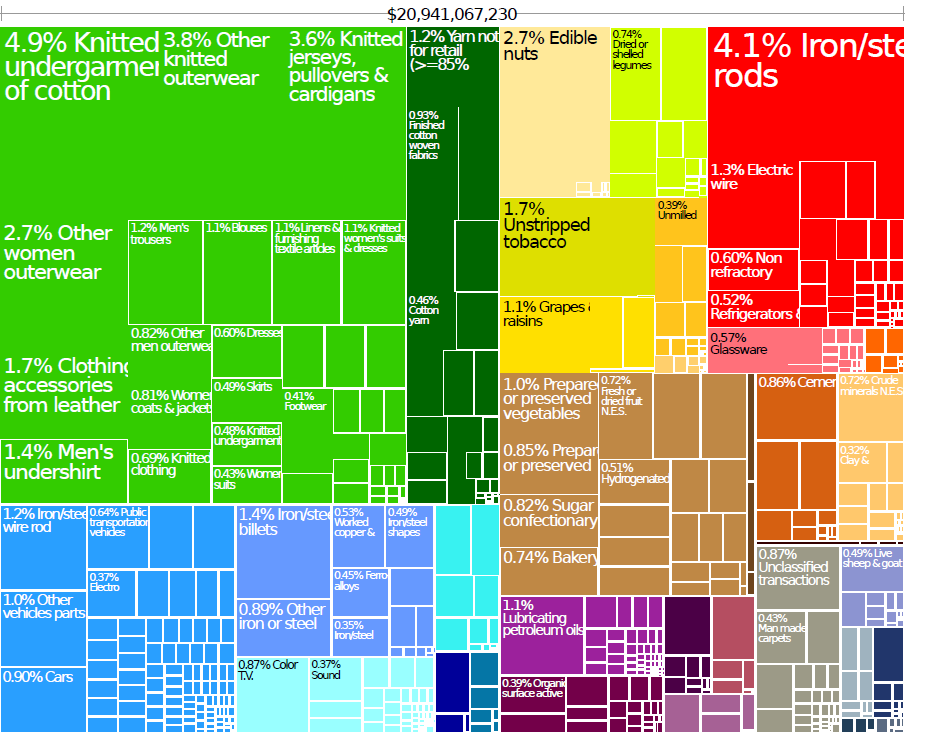 $20,941,067,230
4.9% Knitted
undergarmei
of cotton
3.8% Other
knitted
outerwear
3.6% Knitted
jerseys,
pullovers &
cardigans
2.7% Other
women
outerwear
1.2% Men's
trousers
1.1% Blouses
1.1% Linens &
furnishing
textile articles
1.1% Knitted
women's suits
& dresses
1.7% Clothing
accessories
from leather
0.82% Other
men outerwea
0.60% Dresses
0.81% Women
coats & jackets
0.49% Skirts
0.41%
Footwear
0.48% Knitted
undergarment
1.4% Men's
undershirt
0.69% Knitted
clothing
0.43% Women
suits
1.2% Yarn not
for retail
(>=85%
0.93%
Finished
cotton
woven
fabrics
0.46%
Cotton
yarn
2.7% Edible
nuts
0.74%
Dried or
shelled
legumes
1.7%
Unstripped
tobacco
0.39%
Unmilled
1.1% Grapes &
raisins
4.1% Iron/ste
rods
1.3% Electric
wire
0.60% Non
refractory
0.52%
Refrigerators &
0.57%
Glassware
1.0% Prepare
or preserved
vegetables
0.72%
Fresh or
dried fruit
N.E.S.
0.85% Prepar
or preserved
0.51%
Hydrogenated
0.82% Sugar
confectionary
0.74% Bakery
0.86% Cemen
0.72% Crude
minerals N.E.S
0.32%
Clay &
1.2% Iron/stee
wire rod
0.64% Public
transportation
vehicles
0.37%
Electro
1.0% Other
vehicles parts
0.90% Cars
1.4% Iron/stee
billets
0.53%
Worked
copper &
0.49%
Iron/steel
shapes
0.45% Ferro
alloys
0.89% Other
iron or steel
0.35%
Iron/steel
0.87% Color
T.V.
0.37%
Sound
1.1%
Lubricating
petroleum oils
0.39% Organic
surface active
0.87%
Unclassified
transactions
0.49% Live
sheep & goat
0.43%
Man made
carpets